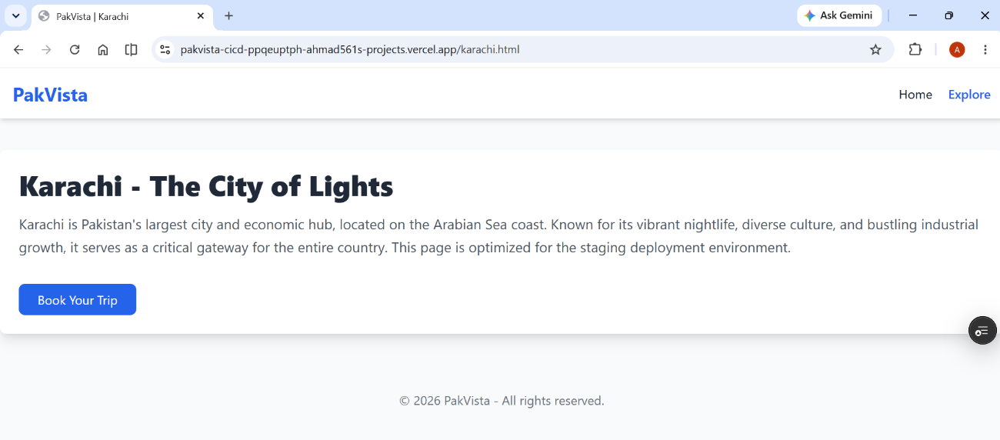 PakVista | Karachi
Ask Gemini
pakvista-cicd-ppqeuptph-ahmad561s-projects.vercel.app/karachi.html
A
PakVista
Home
Explore
Karachi - The City of Lights
Karachi is Pakistan's largest city and economic hub, located on the Arabian Sea coast. Known for its vibrant nightlife, diverse culture, and bustling industrial
growth, it serves as a critical gateway for the entire country. This page is optimized for the staging deployment environment.
Book Your Trip
© 2026 PakVista - All rights reserved.